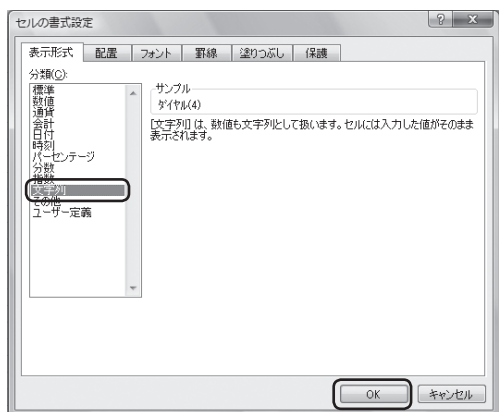 セルの書式設定
表示形式 配置 フォント 罫線 塗りつぶし 保護
分類(C):
標準
数値
通貨
会計
日付
時刻
パーセンテージ
分数
指数
文字列
その他
ユーザー定義
サンプル
ダイヤル(4)
[文字列] は、数値も文字列として扱います。セルには入力した値がそのまま
表示されます。
OK キャンセル